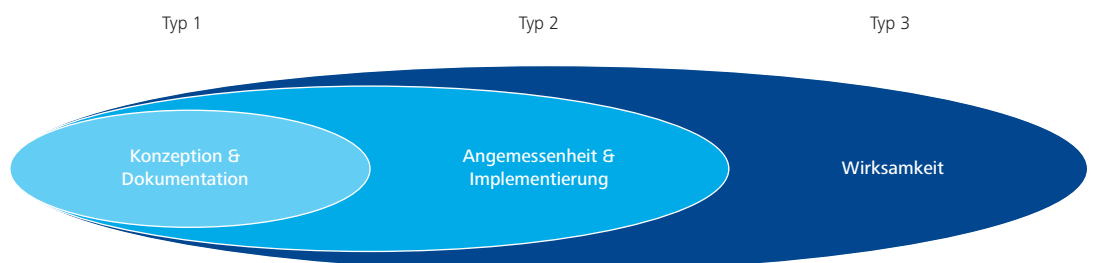 Typ 1
Typ 2
Typ 3
Konzeption &
Dokumentation
Angemessenheit &
Implementierung
Wirksamkeit